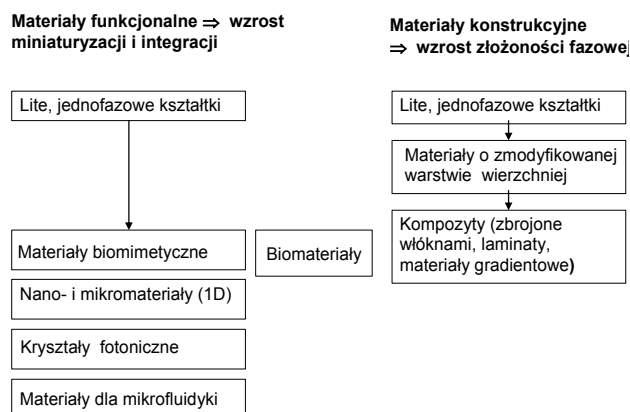 Materiały funkcjonalne ⇒ wzrost
miniaturyzacji i integracji
Lite, jednofazowe kształtki
Materiały biomimetyczne
Biomateriały
Nano- i mikromateriały (1D)
Kryształy fotoniczne
Materiały dla mikrofluidyki
Materiały konstrukcyjne
⇒ wzrost złożoności fazowej
Lite, jednofazowe kształtki
Materiały o zmodyfikowanej
warstwie wierzchniej
Kompozyty (zbrojone
włóknami, laminaty,
materiały gradientowe)